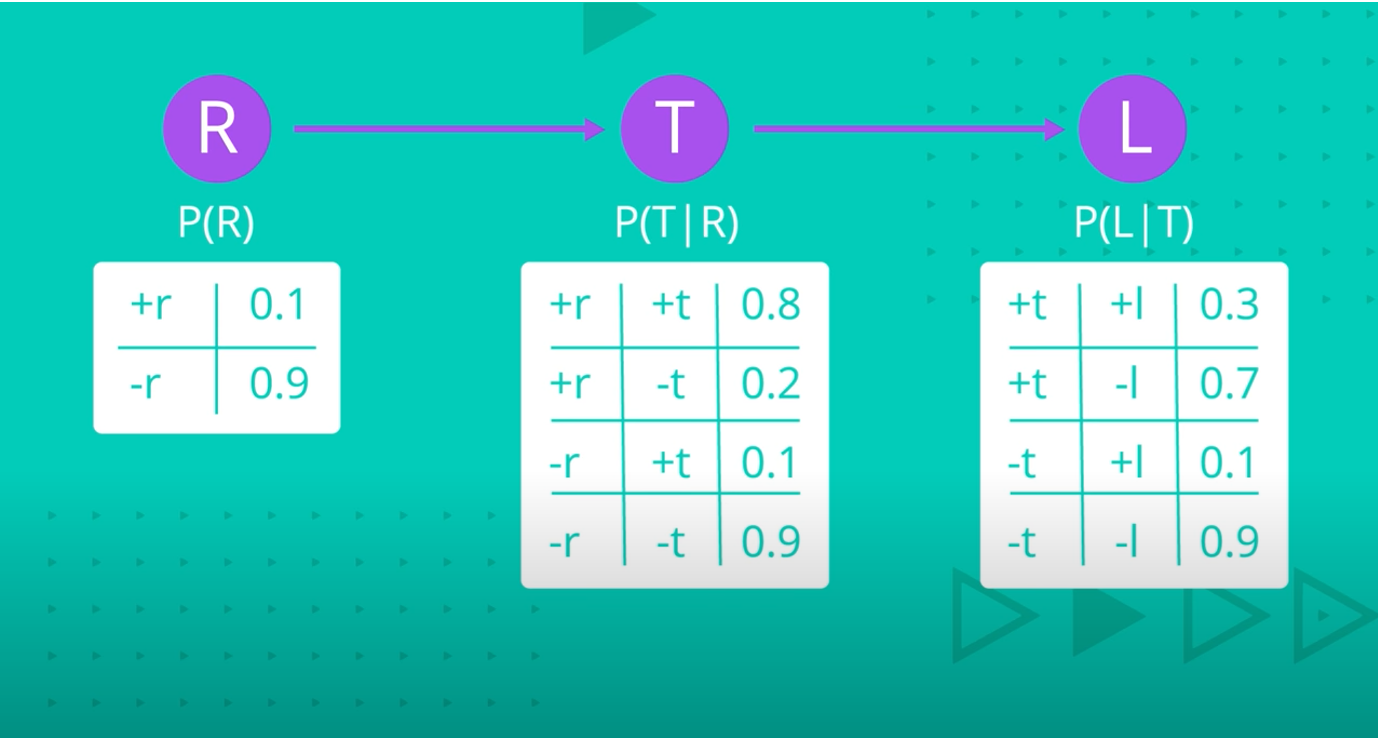 R T L
P(R) P(T|R) P(L|T)
+r 0.1
-r 0.9
+r +t 0.8
+r -t 0.2
-r +t 0.1
-r -t 0.9
+t +l 0.3
+t -l 0.7
-t +l 0.1
-t -l 0.9